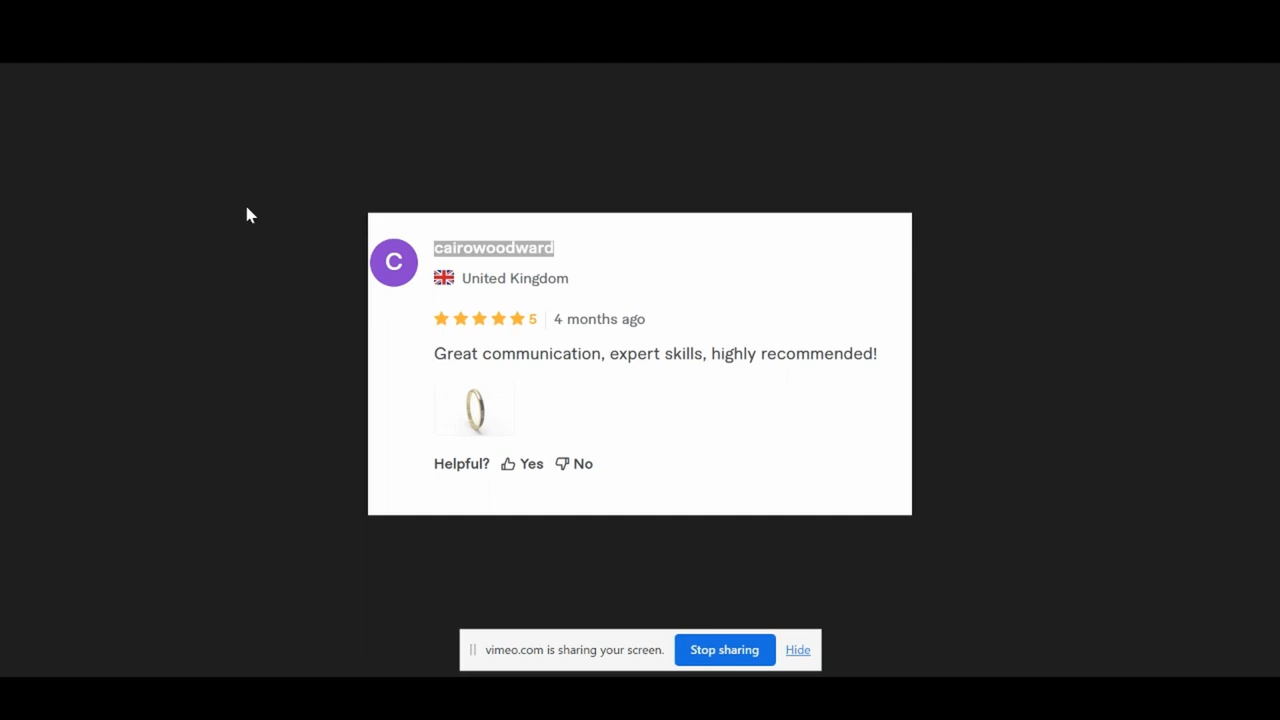 C
cairowoodward
United Kingdom
5 4 months ago
Great communication, expert skills, highly recommended!
Helpful? Yes No
vimeo.com is sharing your screen. Stop sharing Hide